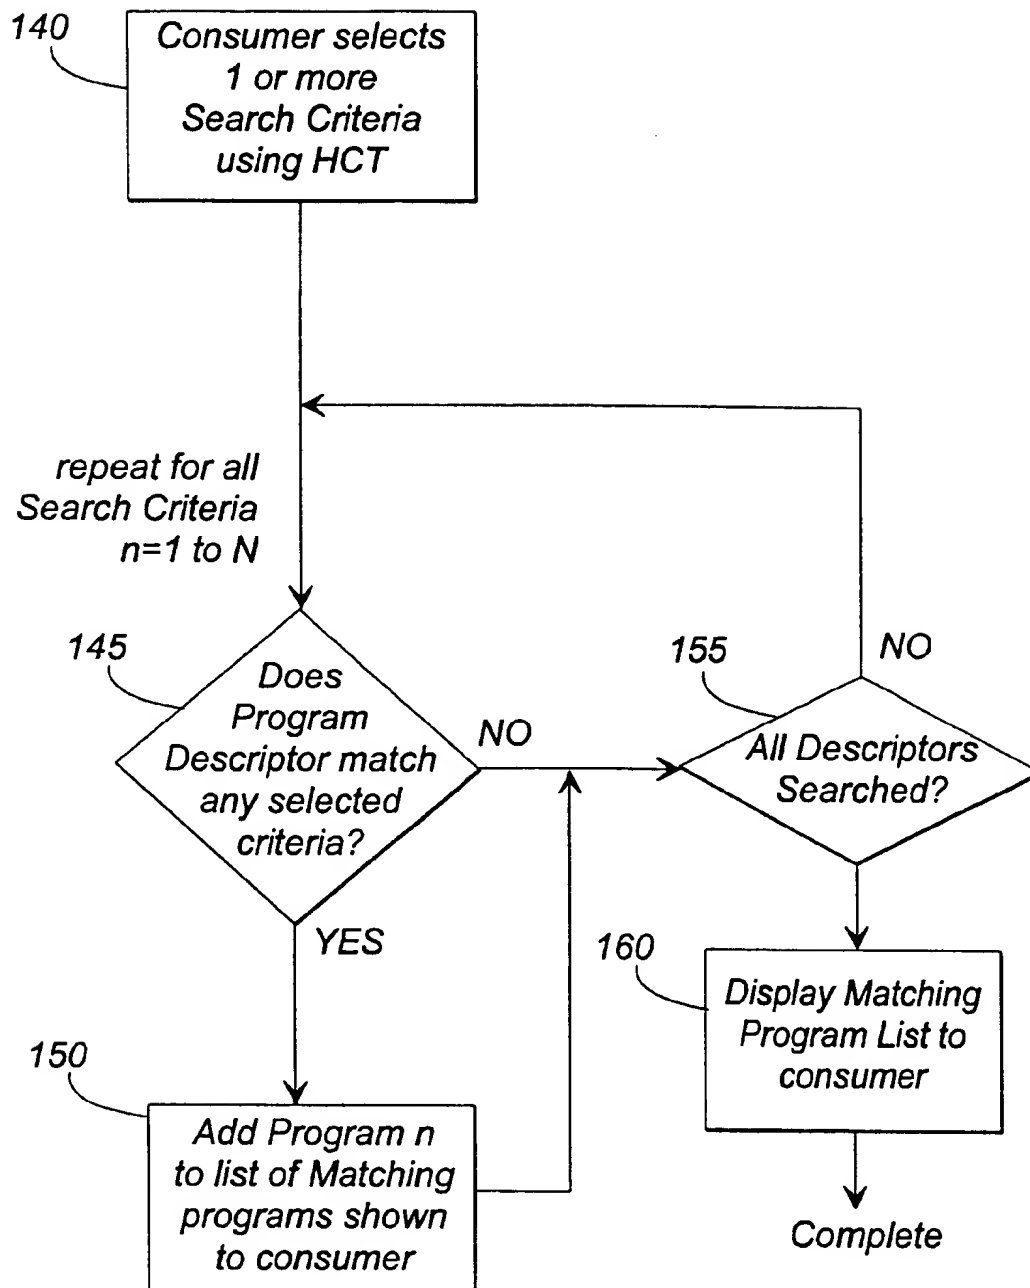 140
Consumer selects
1 or more
Search Criteria
using HCT
repeat for all
Search Criteria
n=1 to N
145
Does
Program
Descriptor match
any selected
criteria?
NO
YES
155
NO
All Descriptors
Searched?
150
Add Program n
to list of Matching
programs shown
to consumer
160
Display Matching
Program List to
consumer
Complete